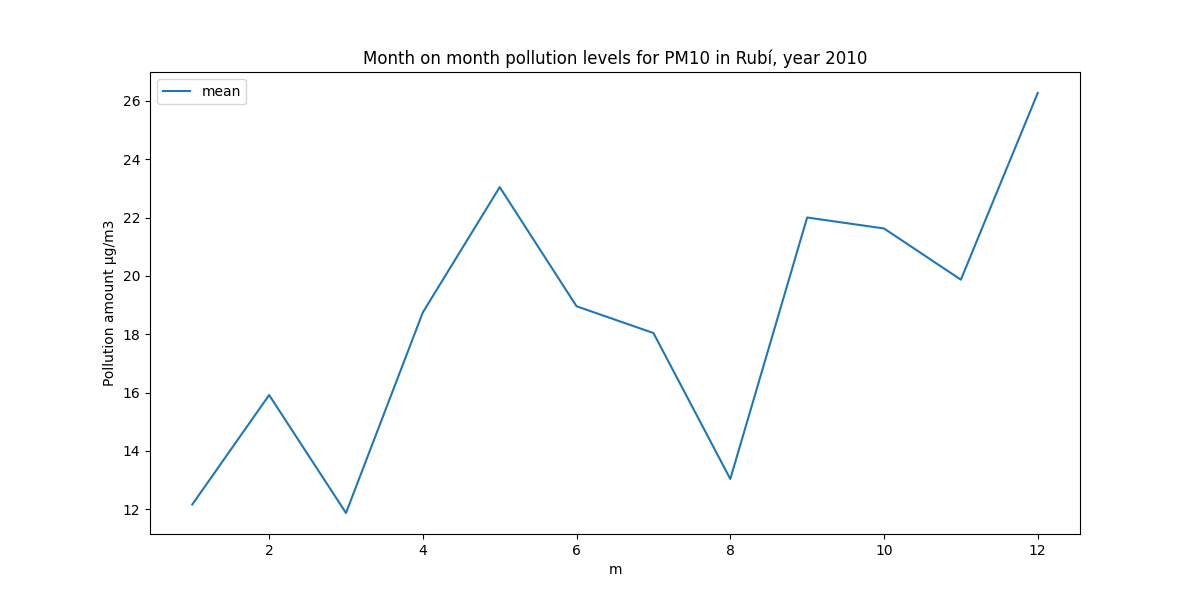 Month on month pollution levels for PM10 in Rubí, year 2010
mean
Pollution amount µg/m3
26
24
22
20
18
16
14
12
2 4 6 8 10 12
m